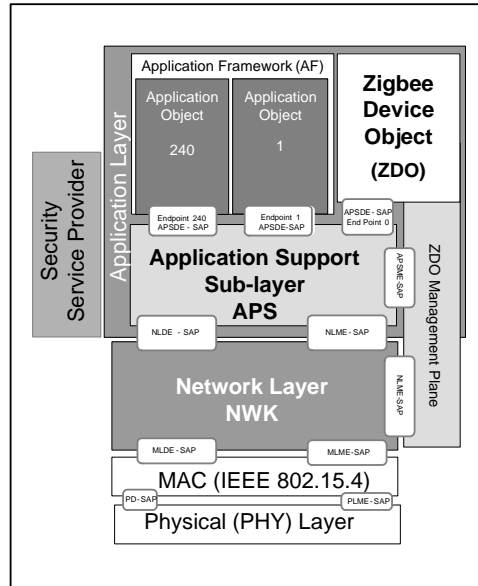 Application Framework (AF)
Application
Object
240
Application
Object
1
Zigbee
Device
Object
(ZDO)
Application Layer
Security
Service Provider
Endpoint 240
APSDE - SAP
Endpoint 1
APSDE-SAP
APSDE- SAP
End Point 0
Application Support
Sub-layer
APS
APSME-SAP
ZDO Management Plane
NLDE - SAP
NLME- SAP
Network Layer
NWK
NLME-SAP
MLDE-SAP
MLME-SAP
MAC (IEEE 802.15.4)
PD-SAP
PLME-SAP
Physical (PHY) Layer